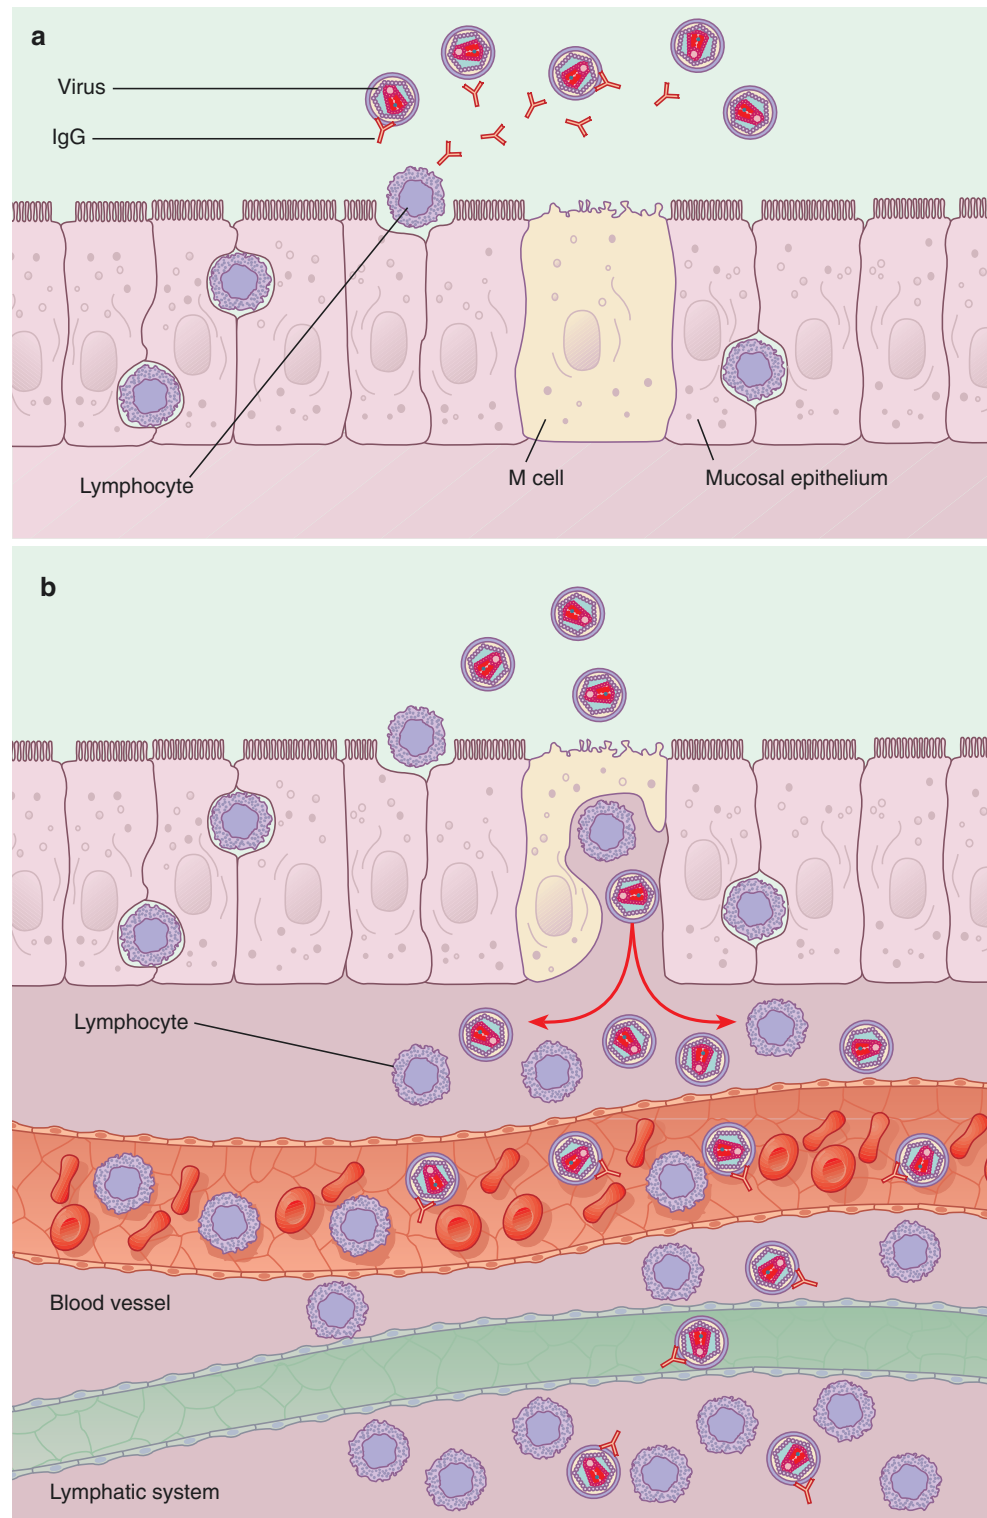 a
Virus
IgG
Lymphocyte
M cell
Mucosal epithelium
b
Lymphocyte
Blood vessel
Lymphatic system